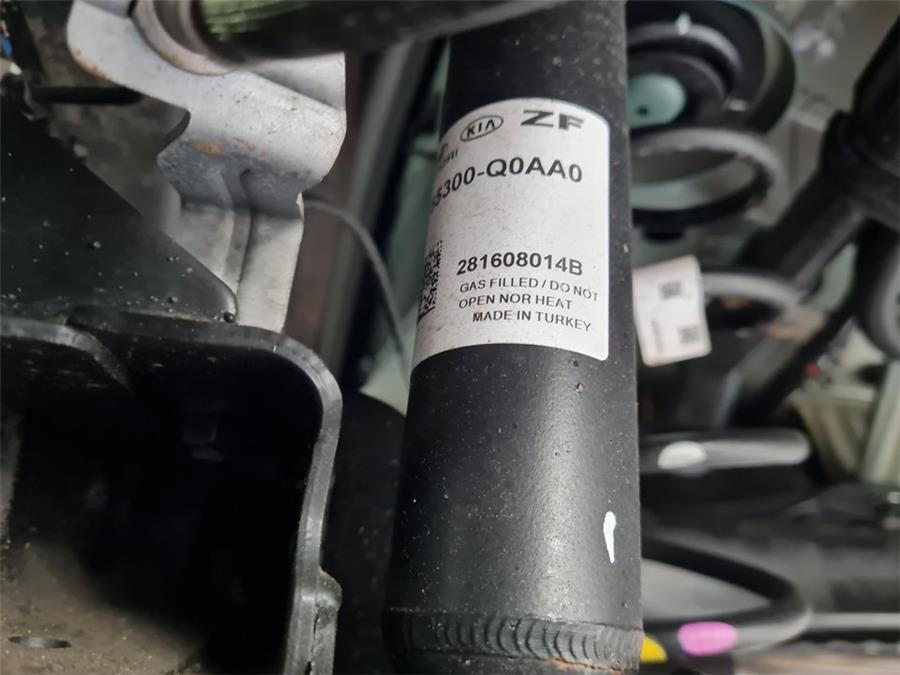 KIA ZF
5300-Q0AA0
281608014B
GAS FILLED / DO NOT
OPEN NOR HEAT
MADE IN TURKEY